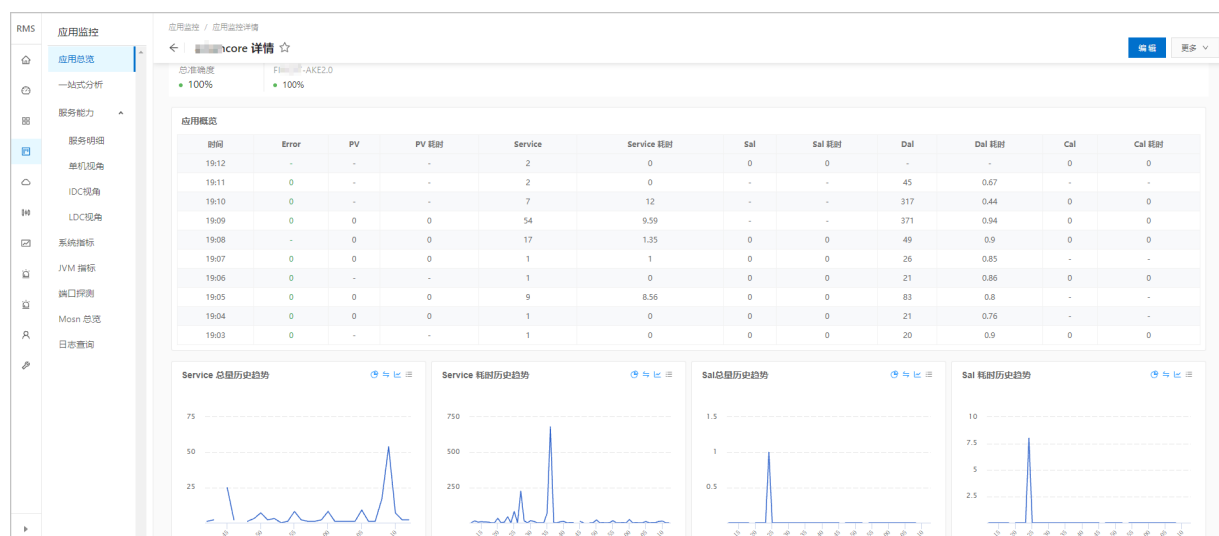 RMS
应用监控
应用总览
一站式分析
服务能力
服务明细
单机视角
IDC视角
LDC视角
系统指标
JVM 指标
端口探测
Mosn 总览
日志查询
应用监控 / 应用监控详情
core 详情
编辑
更多
总准确度
-AKE2.0
100%
100%
应用概览
时间 Error PV PV 耗时 Service Service 耗时 Sal Sal 耗时 Dal Dal 耗时 Cal Cal 耗时
19:12 - - - 2 0 0 0 - - 0 0
19:11 0 - - 2 0 - - 45 0.67 - -
19:10 0 - - 7 12 - - 317 0.44 0 0
19:09 0 0 0 54 9.59 - - 371 0.94 0 0
19:08 - 0 0 17 1.35 0 0 49 0.9 0 0
19:07 0 0 0 1 1 0 0 26 0.85 - -
19:06 0 - - 1 0 0 0 21 0.86 0 0
19:05 0 0 0 9 8.56 0 0 83 0.8 - -
19:04 0 0 0 1 0 0 0 21 0.76 - -
19:03 0 - - 1 0 0 0 20 0.9 0 0
Service 总量历史趋势
75
50
25
Service 耗时历史趋势
750
500
250
Sal总量历史趋势
1.5
1
0.5
Sal 耗时历史趋势
10
7.5
5
2.5